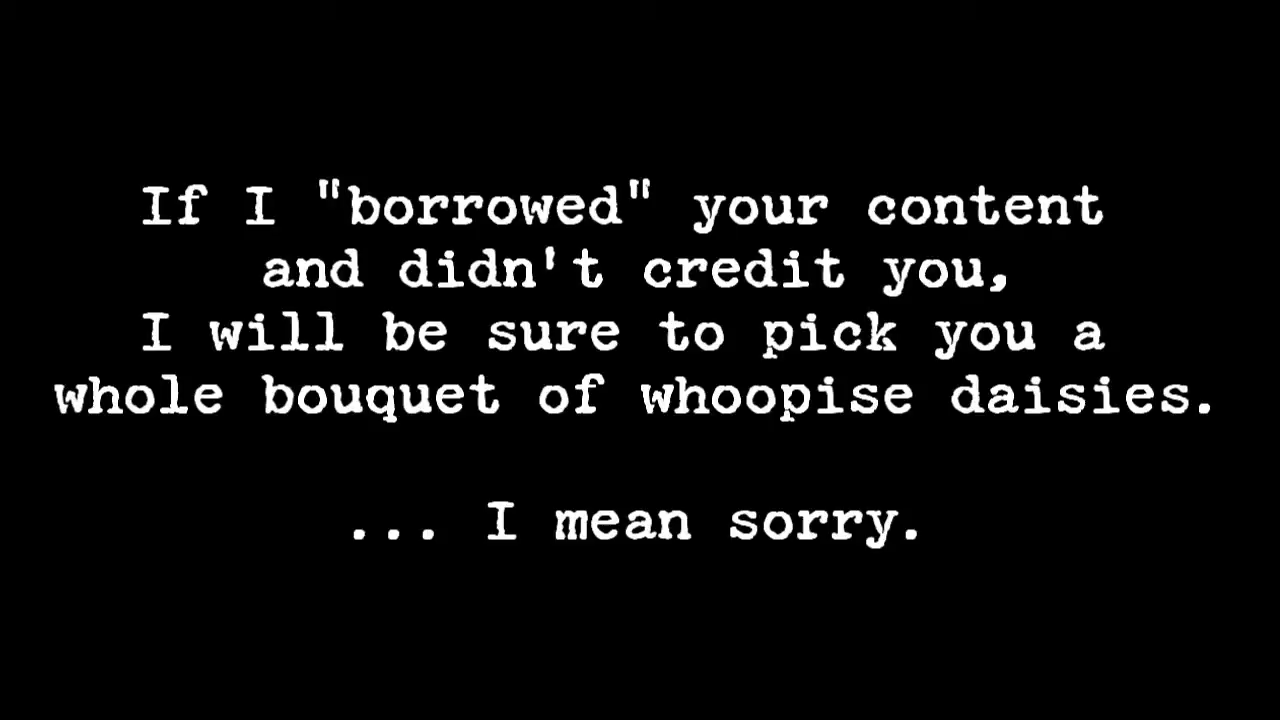 If I "borrowed" your content
and didn't credit you,
I will be sure to pick you a
whole bouquet of whoopise daisies.
... I mean sorry.